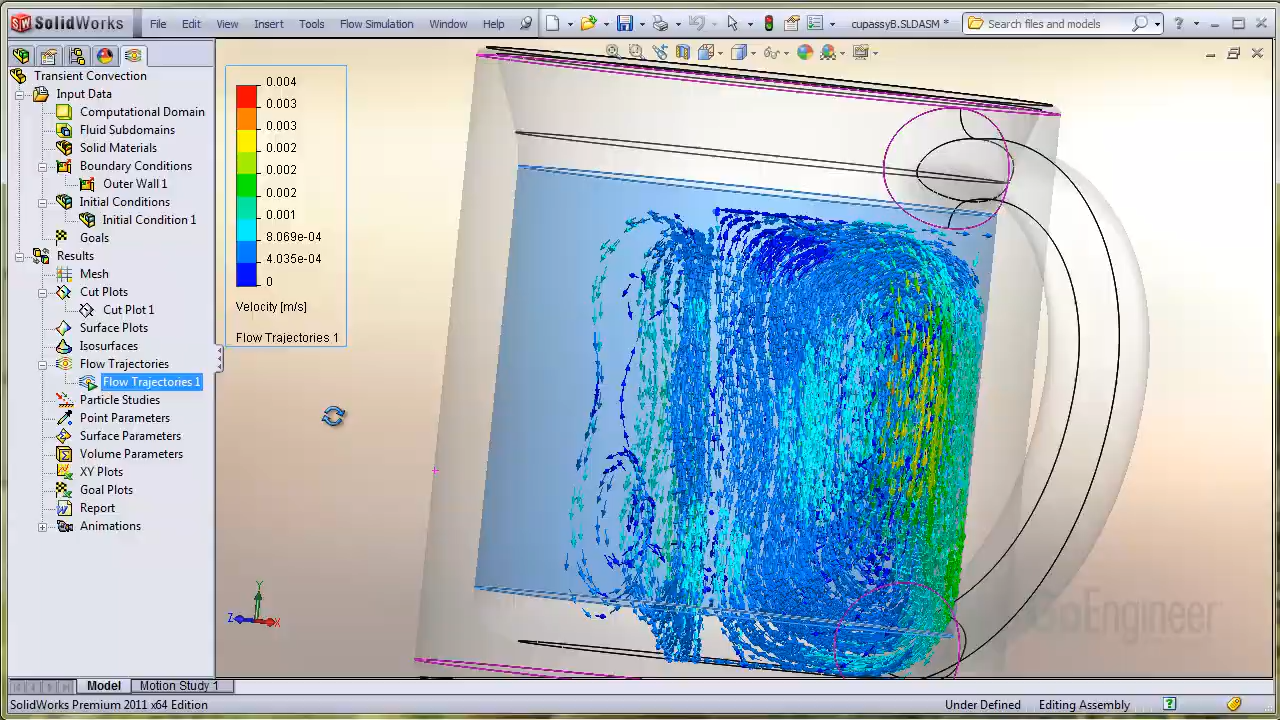 SolidWorks File Edit View Insert Tools Flow Simulation Window Help cupassyB.SLDASM * Search files and models ?
Transient Convection
Input Data
Computational Domain
Fluid Subdomains
Solid Materials
Boundary Conditions
Outer Wall 1
Initial Conditions
Initial Condition 1
Goals
Results
Mesh
Cut Plots
Cut Plot 1
Surface Plots
Isosurfaces
Flow Trajectories
Flow Trajectories 1
Particle Studies
Point Parameters
Surface Parameters
Volume Parameters
XY Plots
Goal Plots
Report
Animations
0.004
0.003
0.003
0.002
0.002
0.002
0.001
8.069e-04
4.035e-04
0
Velocity [m/s]
Flow Trajectories 1
Y
Z
X
GoEngineer
Model Motion Study 1
SolidWorks Premium 2011 x64 Edition Under Defined Editing Assembly ?